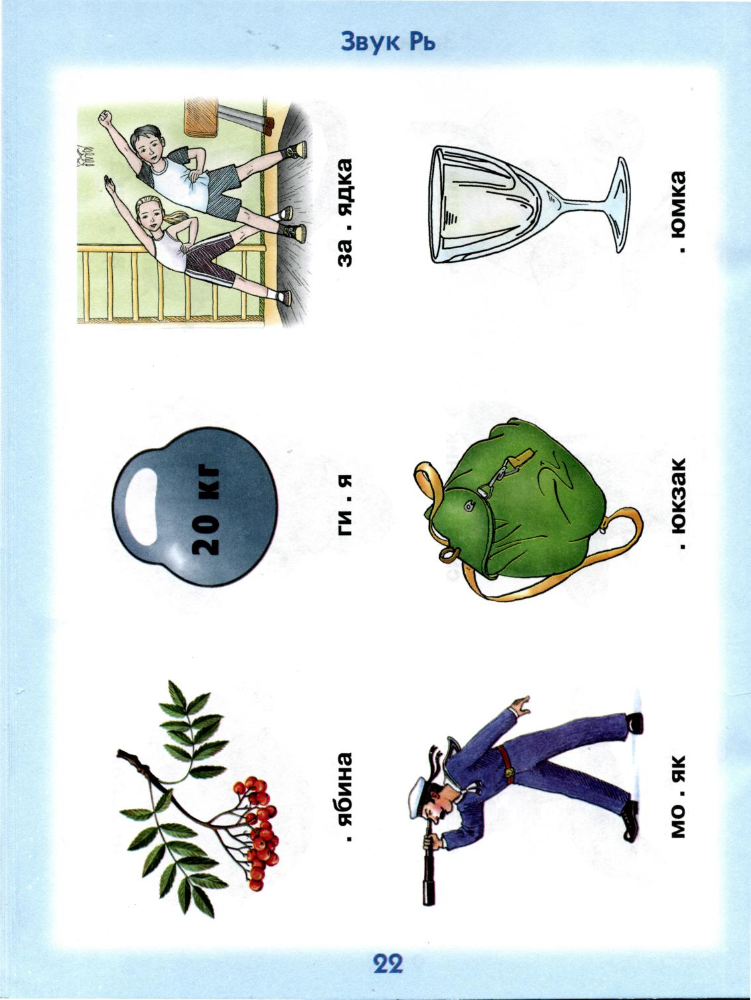 Звук Рь
. ябина
ги . я
за . ядка
20 кг
мо . як
. юкзак
. юмка
22